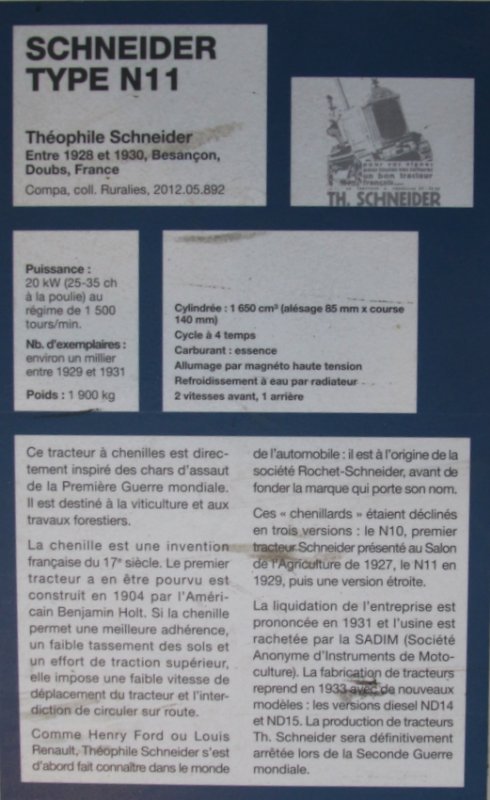 SCHNEIDER
TYPE N11
Théophile Schneider
Entre 1928 et 1930, Besançon,
Doubs, France
Compa, coll. Ruralies, 2012.05.892
pour vos vignes
un bon tracteur
français
TH. SCHNEIDER
Puissance :
20 kW (25-35 ch
à la poulie) au
régime de 1 500
tours/min.
Nb. d'exemplaires :
environ un millier
entre 1929 et 1931
Poids : 1 900 kg
Cylindrée : 1 650 cm³ (alésage 85 mm x course
140 mm)
Cycle à 4 temps
Carburant : essence
Allumage par magnéto haute tension
Refroidissement à eau par radiateur
2 vitesses avant, 1 arrière
Ce tracteur à chenilles est direc-
tement inspiré des chars d'assaut
de la Première Guerre mondiale.
Il est destiné à la viticulture et aux
travaux forestiers.
La chenille est une invention
française du 17e siècle. Le premier
tracteur a en être pourvu est
construit en 1904 par l'Améri-
cain Benjamin Holt. Si la chenille
permet une meilleure adhérence,
un faible tassement des sols et
un effort de traction supérieur,
elle impose une faible vitesse de
déplacement du tracteur et l'inter-
diction de circuler sur route.
Comme Henry Ford ou Louis
Renault, Théophile Schneider s'est
d'abord fait connaître dans le monde
de l'automobile : il est à l'origine de la
société Rochet-Schneider, avant de
fonder la marque qui porte son nom.
Ces « chenillards » étaient déclinés
en trois versions : le N10, premier
tracteur Schneider présenté au Salon
de l'Agriculture de 1927, le N11 en
1929, puis une version étroite.
La liquidation de l'entreprise est
prononcée en 1931 et l'usine est
rachetée par la SADIM (Société
Anonyme d'Instruments de Moto-
culture). La fabrication de tracteurs
reprend en 1933 avec de nouveaux
modèles : les versions diesel ND14
et ND15. La production de tracteurs
Th. Schneider sera définitivement
arrêtée lors de la Seconde Guerre
mondiale.